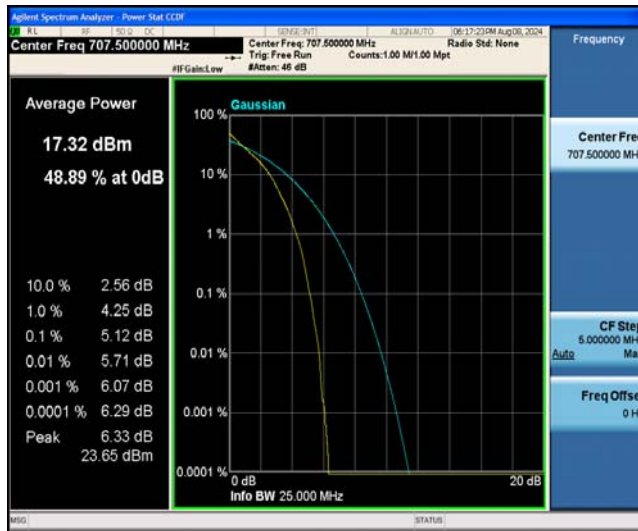 Agilent Spectrum Analyzer - Power Stat CCDF
RL RF 50 Ω DC SENSE:INT ALIGN AUTO 06:17:23 PM Aug 08, 2024
Center Freq 707.500000 MHz
Center Freq: 707.500000 MHz Radio Std: None
Trig: Free Run Counts:1.00 M/1.00 Mpt
#IFGain:Low #Atten: 46 dB
Frequency
Average Power
17.32 dBm
48.89 % at 0dB
10.0 % 2.56 dB
1.0 % 4.25 dB
0.1 % 5.12 dB
0.01 % 5.71 dB
0.001 % 6.07 dB
0.0001 % 6.29 dB
Peak 6.33 dB
23.65 dBm
Gaussian
100 %
10 %
1 %
0.1 %
0.01 %
0.001 %
0.0001 %
0 dB 20 dB
Info BW 25.000 MHz
Center Fre
707.500000 MH
CF Ste
5.000000 MH
Auto Ma
Freq Offse
0 H
MSG STATUS